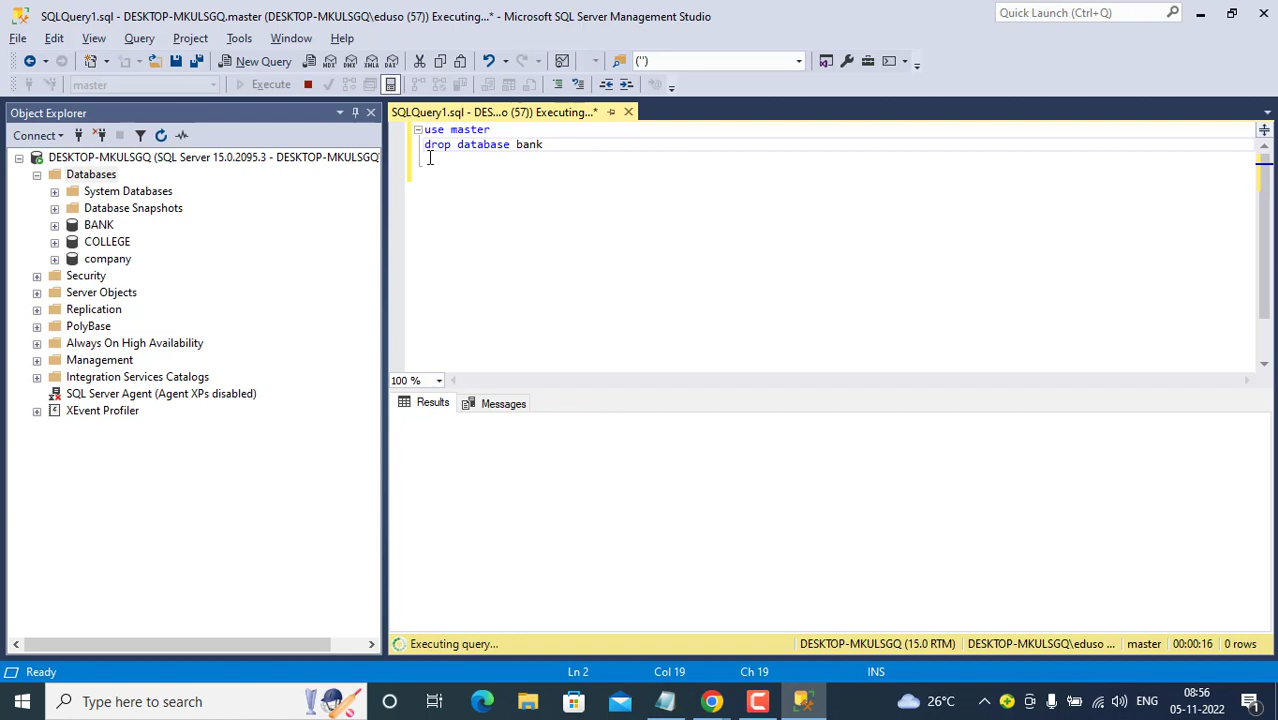 SQLQuery1.sql - DESKTOP-MKULSGQ.master (DESKTOP-MKULSGQ\eduso (57)) Executing...* - Microsoft SQL Server Management Studio
Quick Launch (Ctrl+Q)
File Edit View Query Project Tools Window Help
New Query
MDX DMX XMLA DAX
('')
master
Execute
Object Explorer
SQLQuery1.sql - DES...o (57)) Executing...*
Connect
DESKTOP-MKULSGQ (SQL Server 15.0.2095.3 - DESKTOP-MKULSGQ\
Databases
System Databases
Database Snapshots
BANK
COLLEGE
company
Security
Server Objects
Replication
PolyBase
Always On High Availability
Management
Integration Services Catalogs
SQL Server Agent (Agent XPs disabled)
XEvent Profiler
use master
drop database bank
100 %
Results Messages
Executing query...
DESKTOP-MKULSGQ (15.0 RTM) DESKTOP-MKULSGQ\eduso ... master 00:00:16 0 rows
Ready Ln 2 Col 19 Ch 19 INS
Type here to search
26°C ENG
08:56
05-11-2022